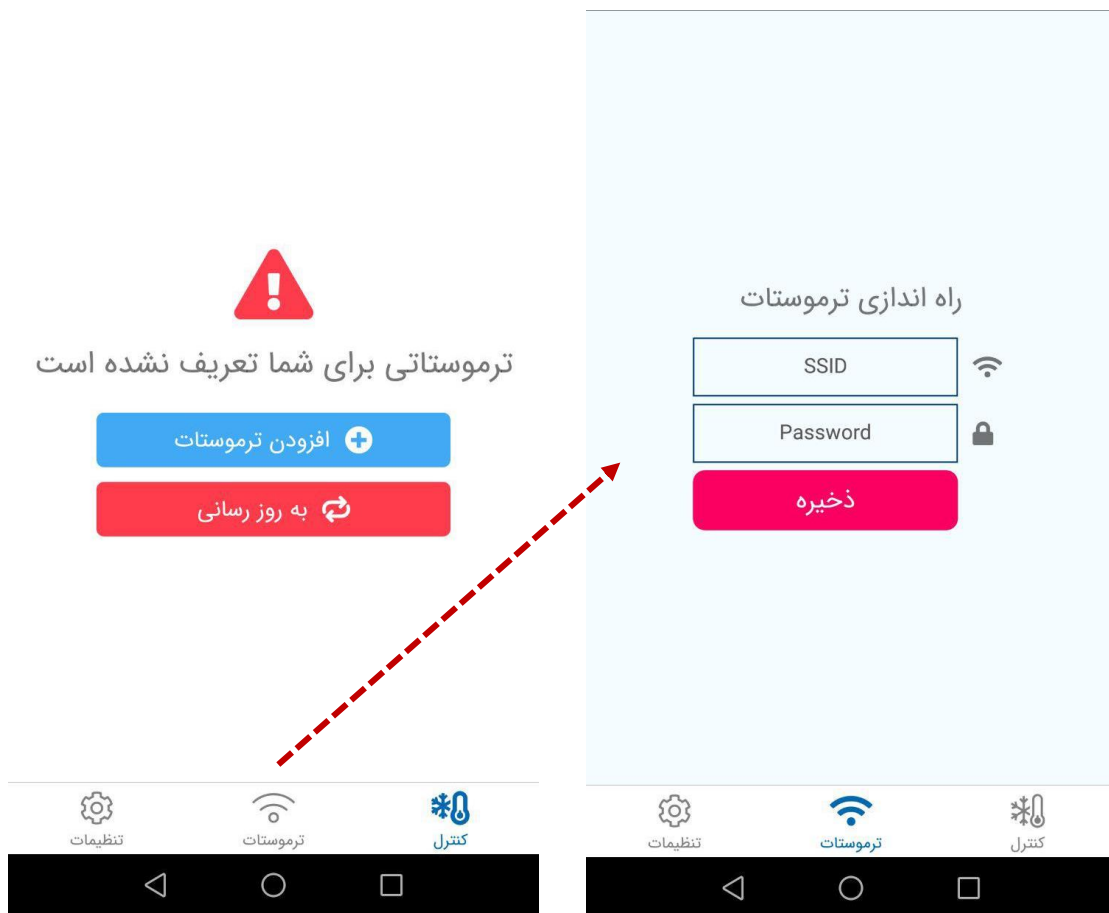 ترموستاتی برای شما تعریف نشده است
افزودن ترموستات
به روز رسانی
کنترل
ترموستات
تنظیمات
راه اندازی ترموستات
SSID
Password
ذخیره
کنترل
ترموستات
تنظیمات